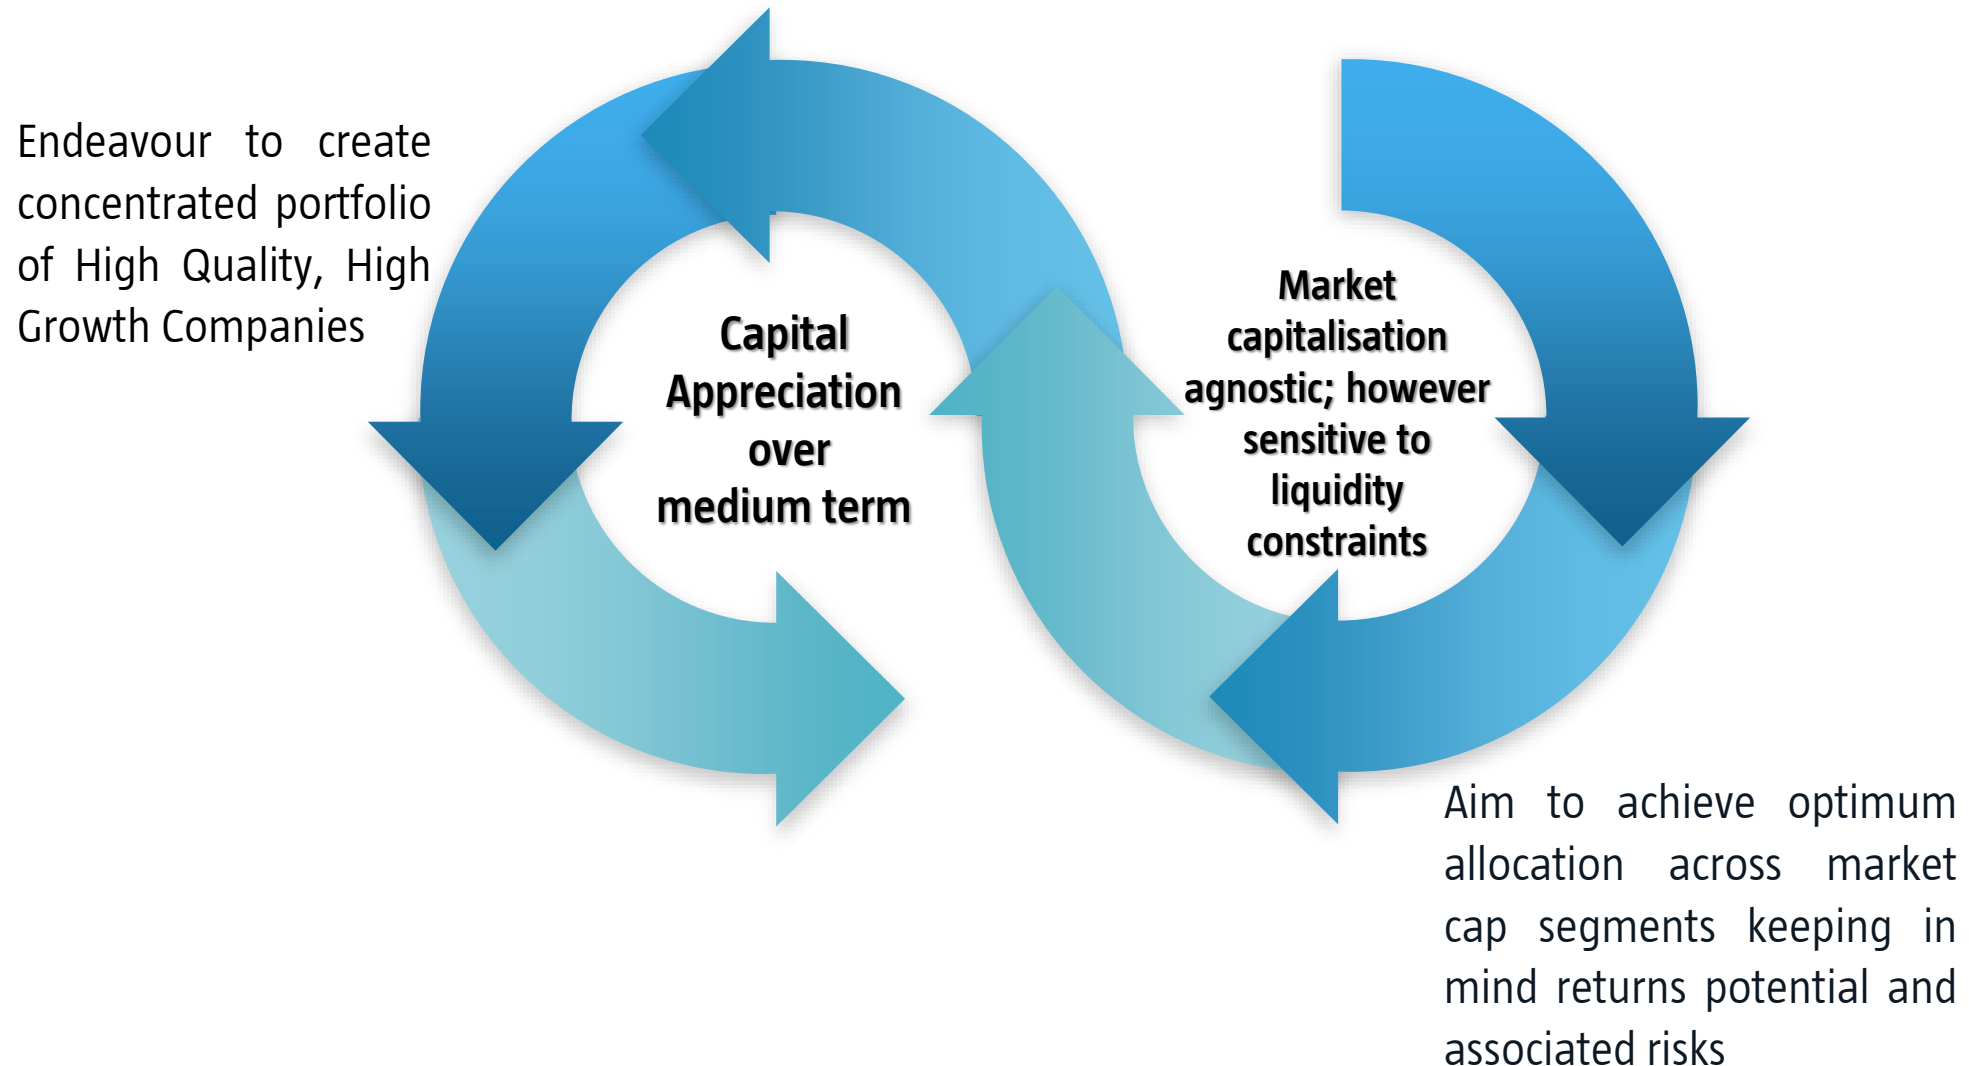 Endeavour to create
concentrated portfolio
of High Quality, High
Growth Companies
Capital
Appreciation
over
medium term
Market
capitalisation
agnostic; however
sensitive to
liquidity
constraints
Aim to achieve optimum
allocation across market
cap segments keeping in
mind returns potential and
associated risks